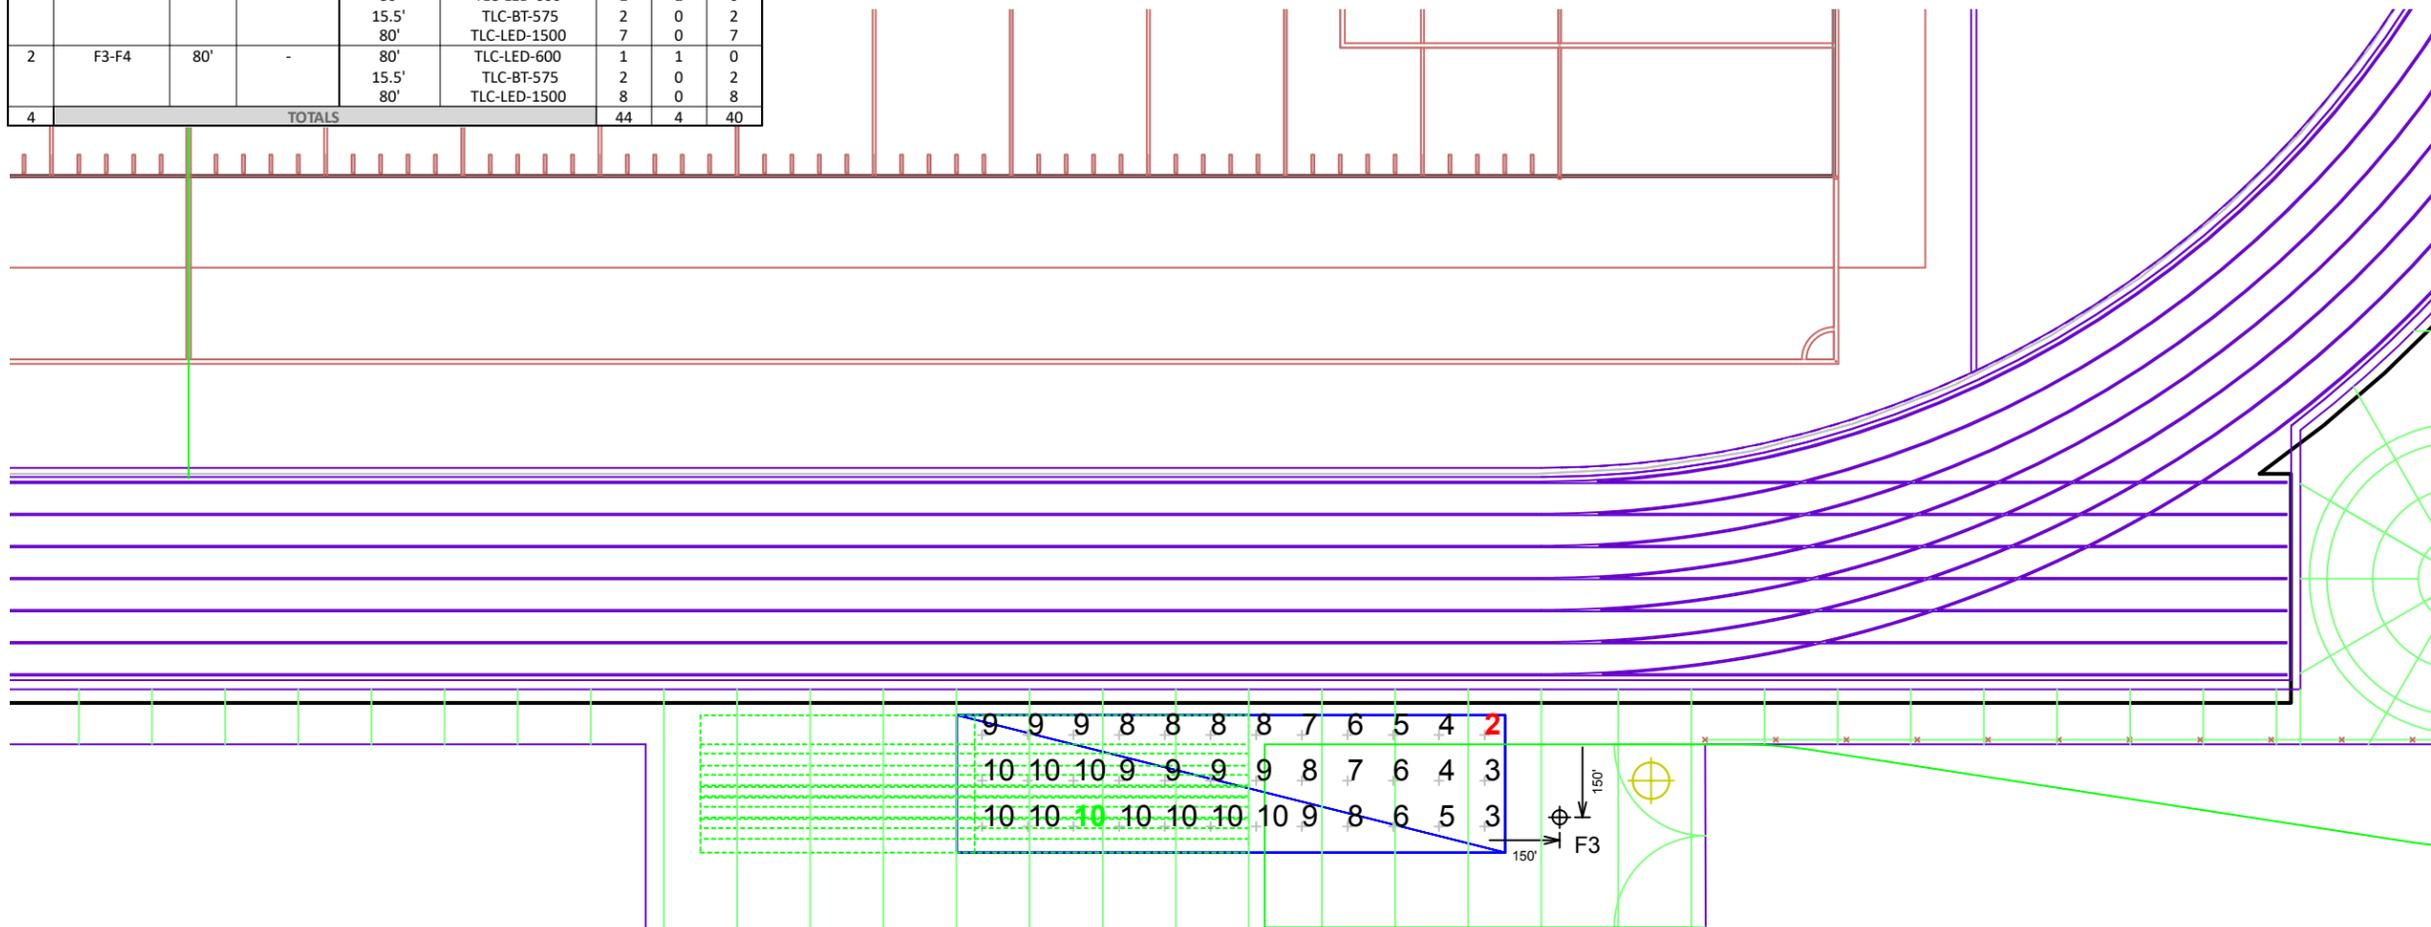 15.5' TLC-BT-575 2 0 2
80' TLC-LED-1500 7 0 7
2 F3-F4 80' - 80' TLC-LED-600 1 1 0
15.5' TLC-BT-575 2 0 2
80' TLC-LED-1500 8 0 8
4 TOTALS 44 4 40
9 9 9 8 8 8 8 7 6 5 4 2
10 10 10 9 9 9 9 8 7 6 4 3
150'
10 10 10 10 10 10 10 9 8 6 5 3
F3
150'